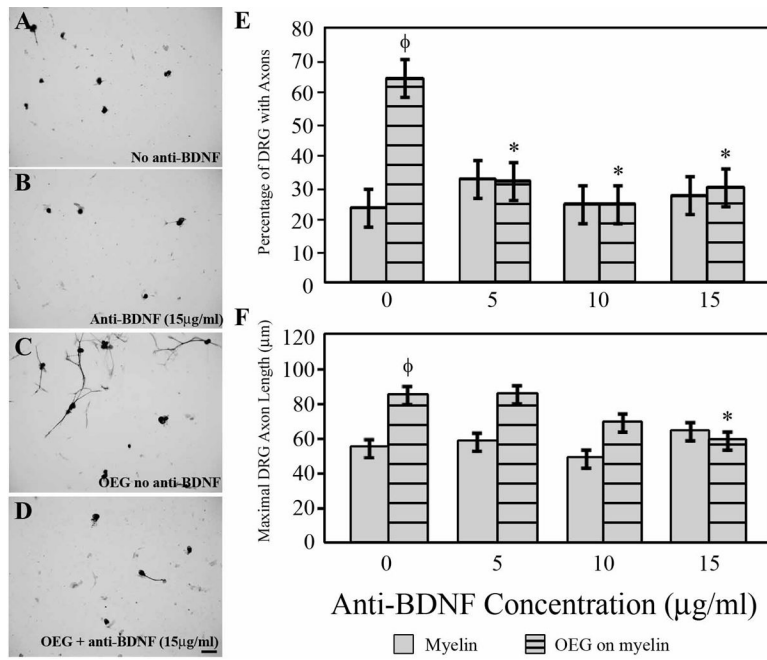 A
No anti-BDNF
B
Anti-BDNF (15µg/ml)
C
OEG no anti-BDNF
D
OEG + anti-BDNF (15µg/ml)
E
Percentage of DRG with Axons
80
70
60
50
40
30
20
10
0
ϕ
*
*
*
0 5 10 15
F
Maximal DRG Axon Length (µm)
120
100
80
60
40
20
0
ϕ
*
0 5 10 15
Anti-BDNF Concentration (µg/ml)
Myelin OEG on myelin